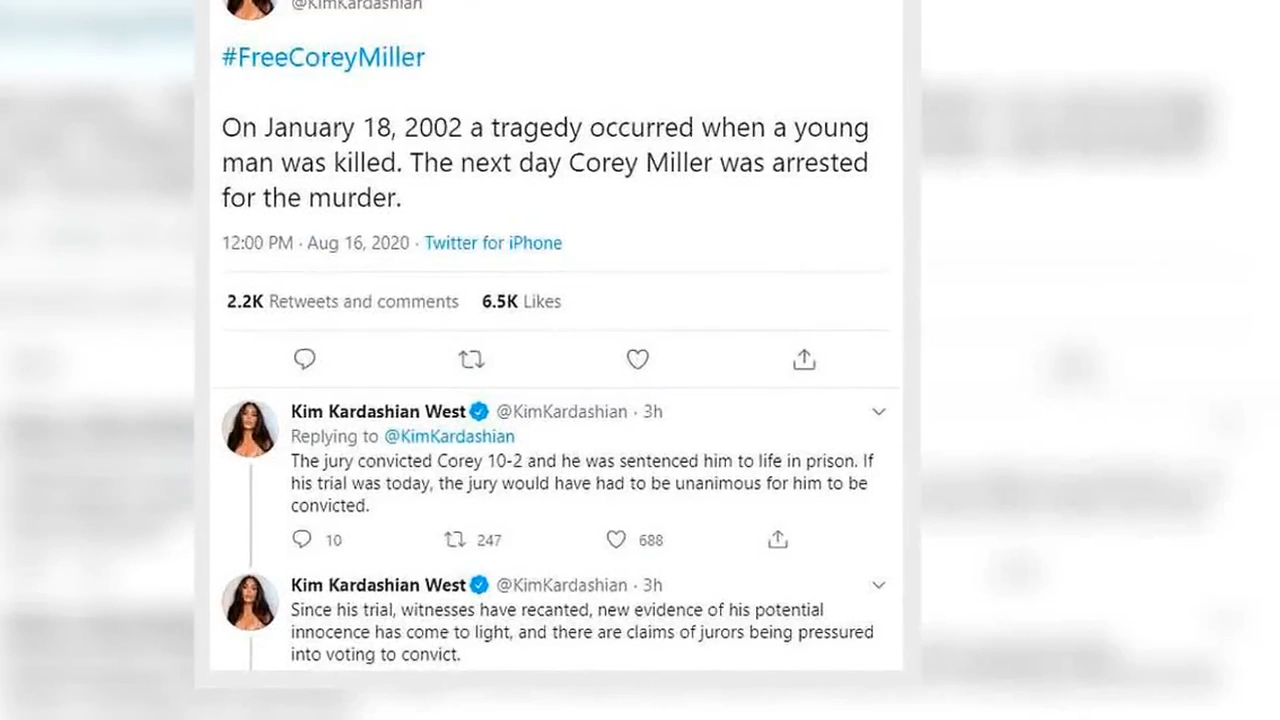 @KimKardashian
#FreeCoreyMiller
On January 18, 2002 a tragedy occurred when a young
man was killed. The next day Corey Miller was arrested
for the murder.
12:00 PM · Aug 16, 2020 · Twitter for iPhone
2.2K Retweets and comments 6.5K Likes
Kim Kardashian West @KimKardashian · 3h
Replying to @KimKardashian
The jury convicted Corey 10-2 and he was sentenced him to life in prison. If
his trial was today, the jury would have had to be unanimous for him to be
convicted.
10 247 688
Kim Kardashian West @KimKardashian · 3h
Since his trial, witnesses have recanted, new evidence of his potential
innocence has come to light, and there are claims of jurors being pressured
into voting to convict.